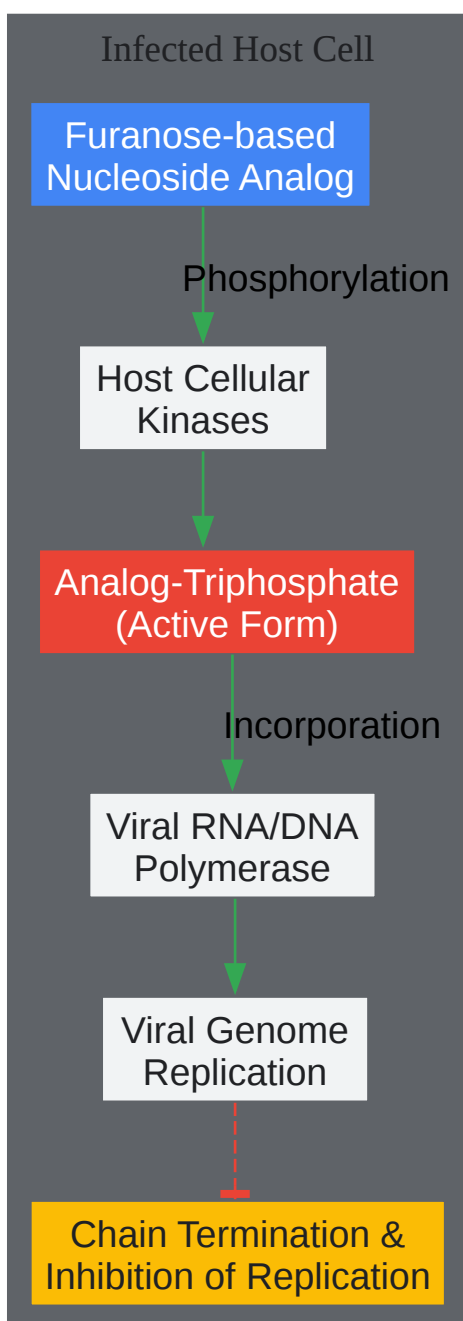 Infected Host Cell
Furanose-based
Nucleoside Analog
Phosphorylation
Host Cellular
Kinases
Analog-Triphosphate
(Active Form)
Incorporation
Viral RNA/DNA
Polymerase
Viral Genome
Replication
Chain Termination &
Inhibition of Replication